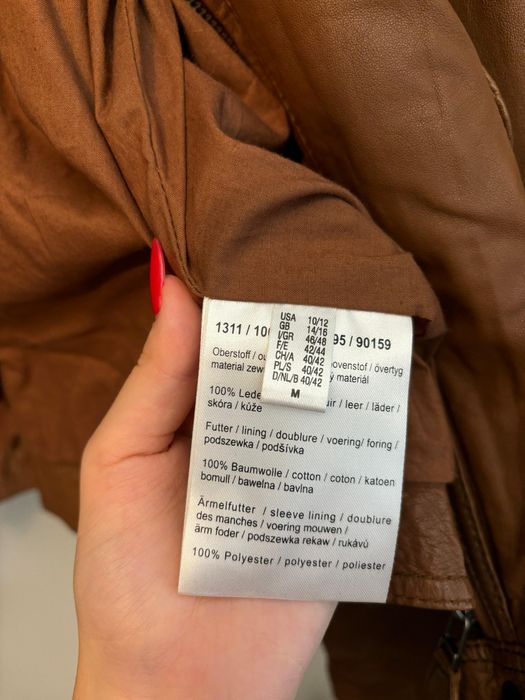 1311 / 10
95 / 90159
USA 10/12
GB 14/16
I/GR 46/48
F/E 42/44
CH/A 40/42
PL/S 40/42
D/NL/B 40/42
M
Oberstoff / ovenstof / övertyg
material zew materiál
100% Lede / leer / läder /
skóra / kůže
Futter / lining / doublure / voering/ foring /
podszewka / podšívka
100% Baumwolle / cotton / coton / katoen
bomull / bawelna / bavlna
Ärmelfutter / sleeve lining / doublure
des manches / voering mouwen /
ärm foder / podszewka rekaw / rukávů
100% Polyester / polyester / poliester